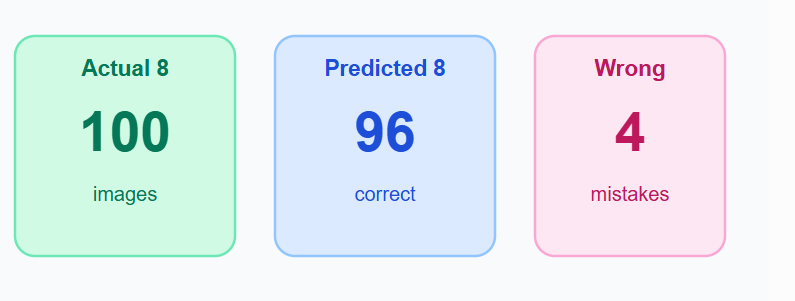 Actual 8
100
images
Predicted 8
96
correct
Wrong
4
mistakes